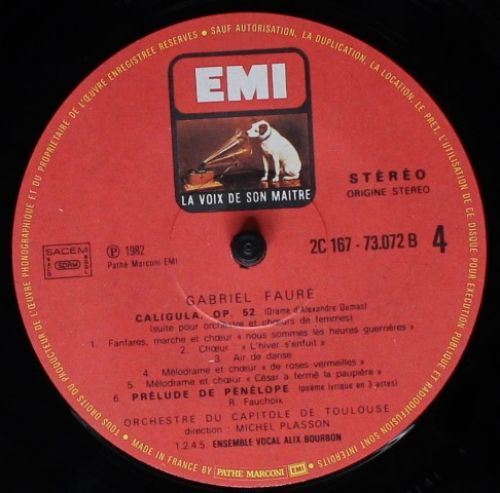 TOUS DROITS DU PRODUCTEUR DE L'ŒUVRE PHONOGRAPHIQUE ET DU PROPRIETAIRE DE L'ŒUVRE ENREGISTRÉE RESERVES • SAUF AUTORISATION, LA DUPLICATION, LA LOCATION, LE PRET, L'UTILISATION DE CE DISQUE POUR EXECUTION PUBLIQUE ET RADIODIFFUSION SONT INTERDITS •
EMI
LA VOIX DE SON MAITRE
STÉRÉO
ORIGINE STEREO
SACEM
SDRM
Ⓟ 1982
Pathé Marconi EMI
2C 167 - 73.072 B 4
GABRIEL FAURÉ
CALIGULA, OP. 52 (Drame d'Alexandre Dumas)
(suite pour orchestre et chœurs de femmes)
1. Fanfares, marche et chœur « nous sommes les heures guerrières »
2. Chœur : « L'hiver s'enfuit »
3. Air de danse
4. Mélodrame et chœur « de roses vermeilles »
5. Mélodrame et chœur « César a fermé la paupière »
6. PRÉLUDE DE PÉNÉLOPE (poème lyrique en 3 actes)
R. Fauchoix
ORCHESTRE DU CAPITOLE DE TOULOUSE
direction : MICHEL PLASSON
1.2.4.5. ENSEMBLE VOCAL ALIX BOURBON
MADE IN FRANCE BY PATHE MARCONI EMI